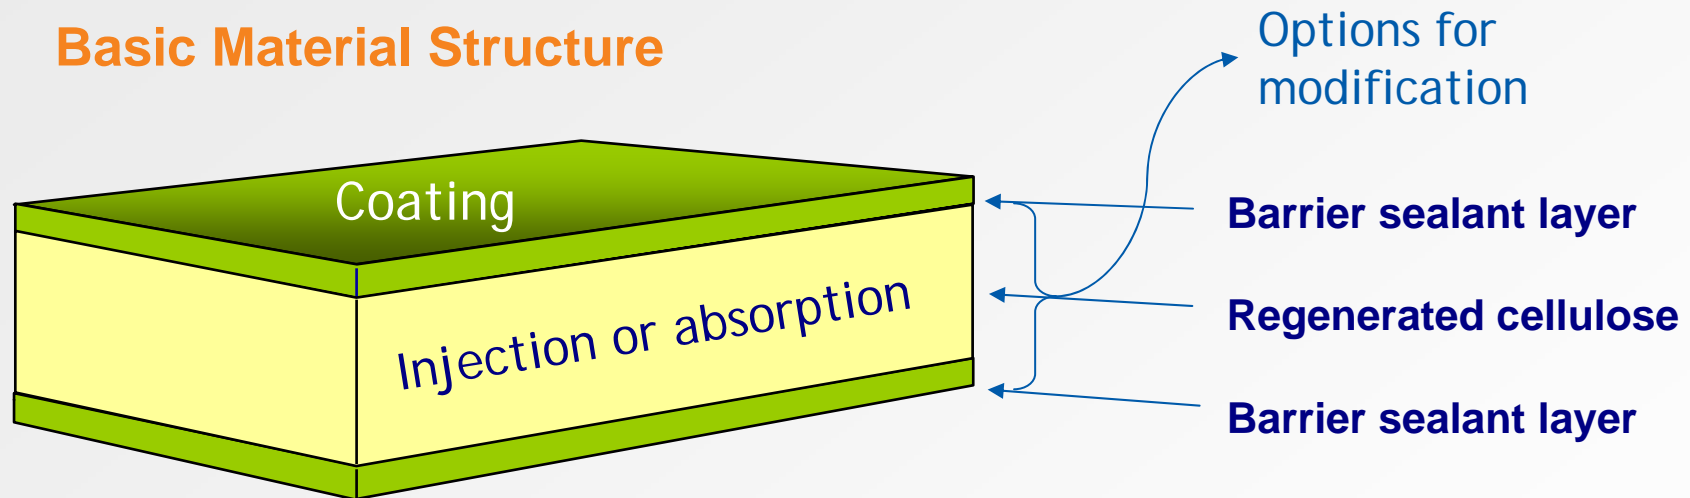 Basic Material Structure
Options for
modification
Coating
Barrier sealant layer
Injection or absorption
Regenerated cellulose
Barrier sealant layer